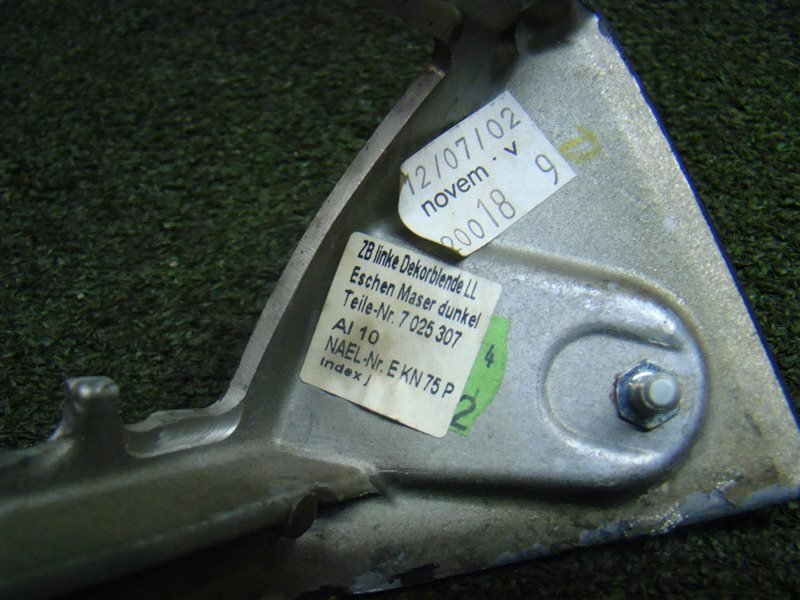 12/07/02
novem · v
20018 9
ZB linke Dekorblende LL
Eschen Maser dunkel
Teile-Nr. 7 025 307
AI 10
NAEL-Nr. E KN 75 P
Index j
4
2